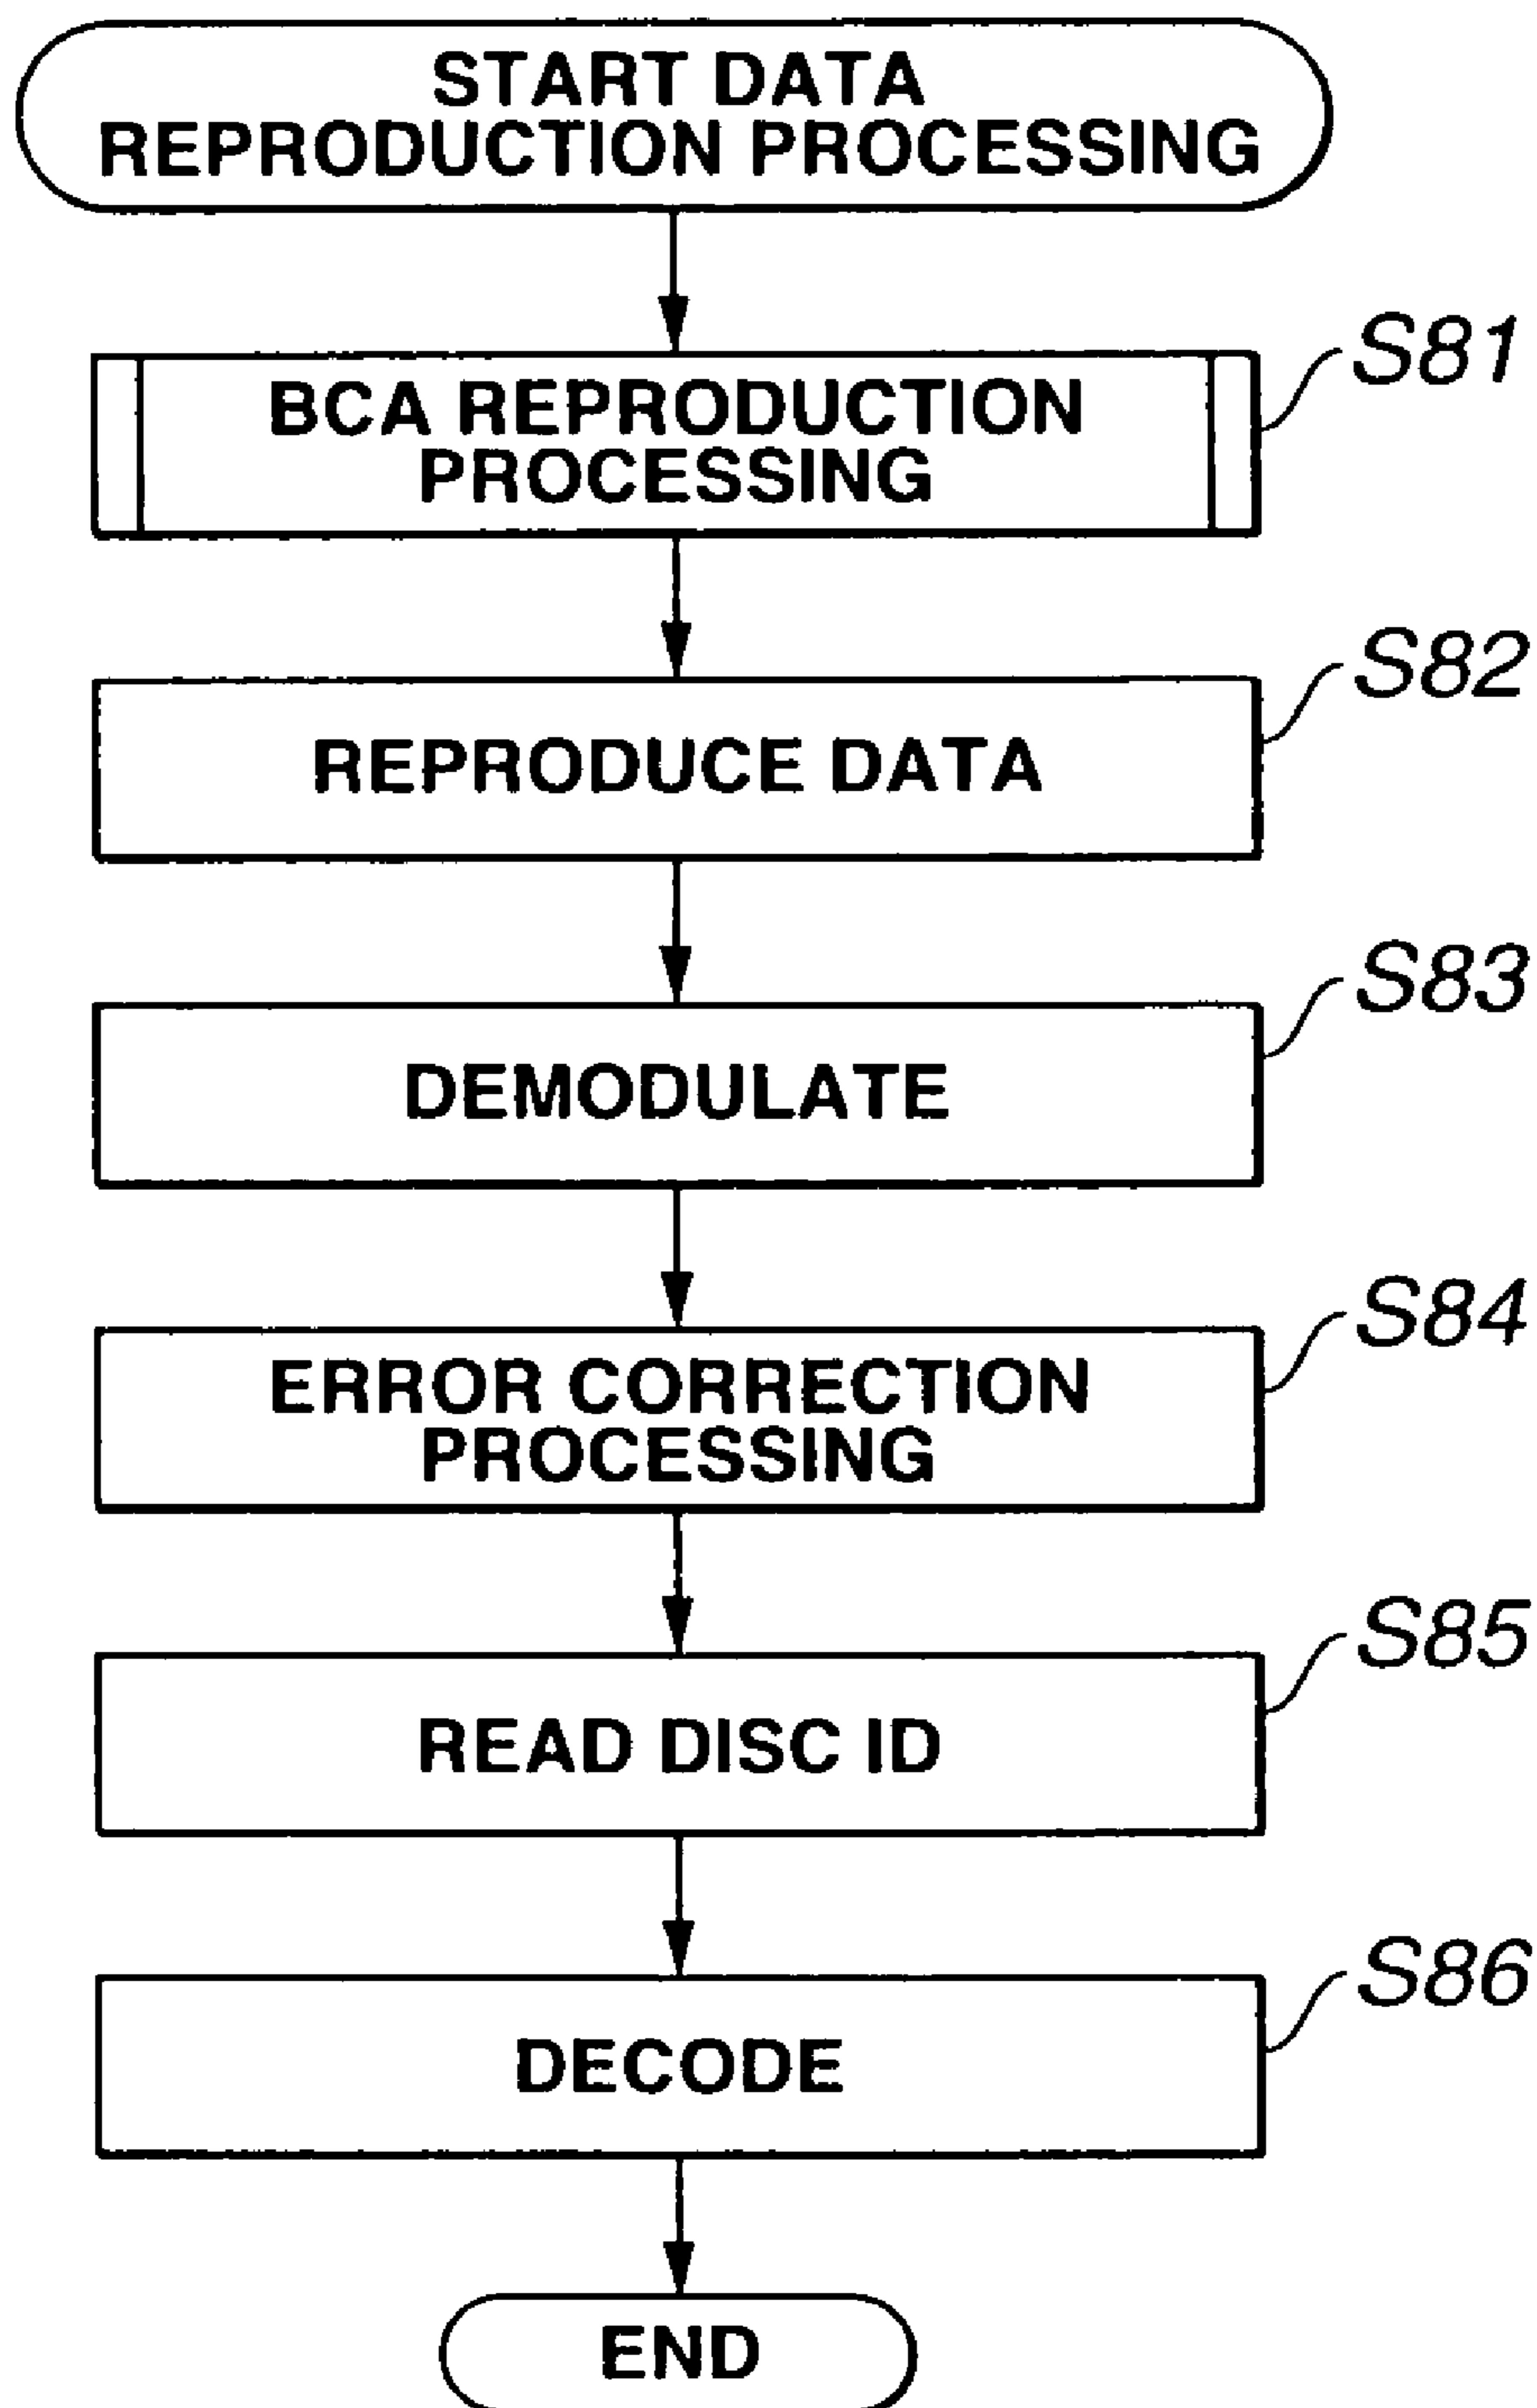 START DATA
REPRODUCTION PROCESSING
S81
BCA REPRODUCTION
PROCESSING
S82
REPRODUCE DATA
S83
DEMODULATE
S84
ERROR CORRECTION
PROCESSING
S85
READ DISC ID
S86
DECODE
END